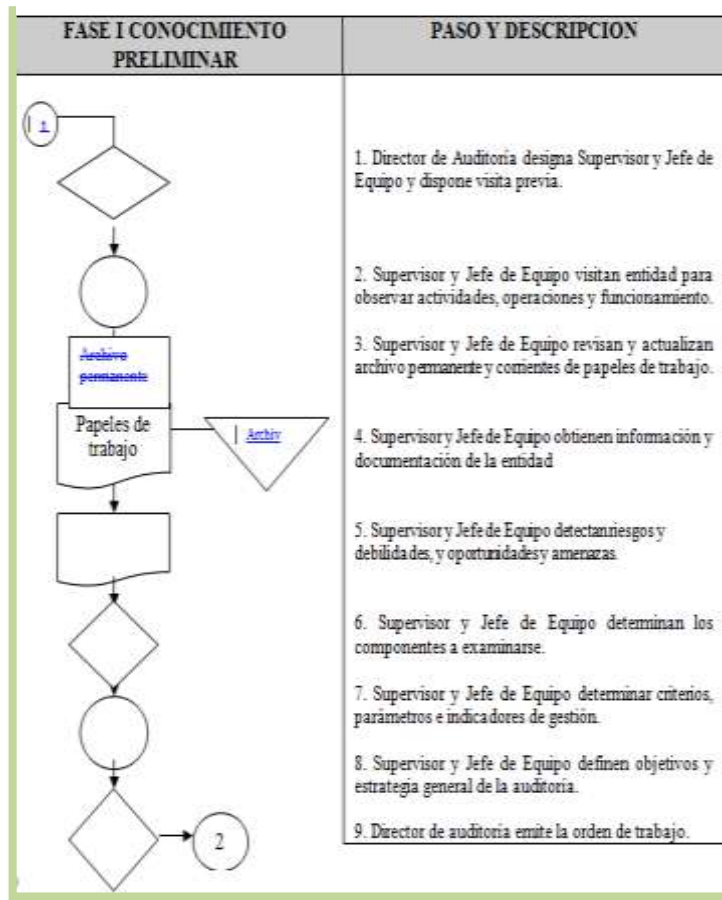 FASE I CONOCIMIENTO
PRELIMINAR
PASO Y DESCRIPCION
1
1. Director de Auditoría designa Supervisor y Jefe de
Equipo y dispone visita previa.
2. Supervisor y Jefe de Equipo visitan entidad para
observar actividades, operaciones y funcionamiento.
Archivo
permanente
3. Supervisor y Jefe de Equipo revisan y actualizan
archivo permanente y corrientes de papeles de trabajo.
Papeles de
trabajo
Archiv
4. Supervisor y Jefe de Equipo obtienen información y
documentación de la entidad
5. Supervisor y Jefe de Equipo detectan riesgos y
debilidades, y oportunidades y amenazas.
6. Supervisor y Jefe de Equipo determinan los
componentes a examinarse.
7. Supervisor y Jefe de Equipo determinar criterios,
parámetros e indicadores de gestión.
8. Supervisor y Jefe de Equipo definen objetivos y
estrategia general de la auditoría.
9. Director de auditoria emite la orden de trabajo.
2